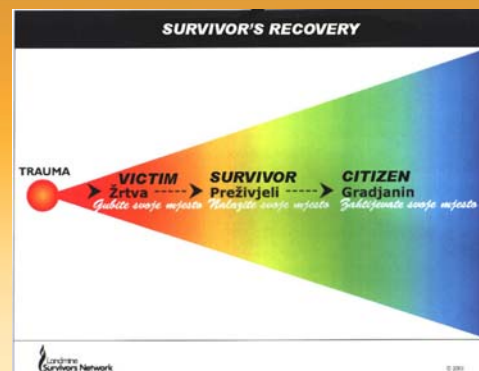 SURVIVOR'S RECOVERY
TRAUMA
VICTIM SURVIVOR CITIZEN
Žrtva Preživjeli Gradjanin
Gubite svoje mjesto Nalazite svoje mjesto Zahtijevate svoje mjesto
Landmine
Survivors Network